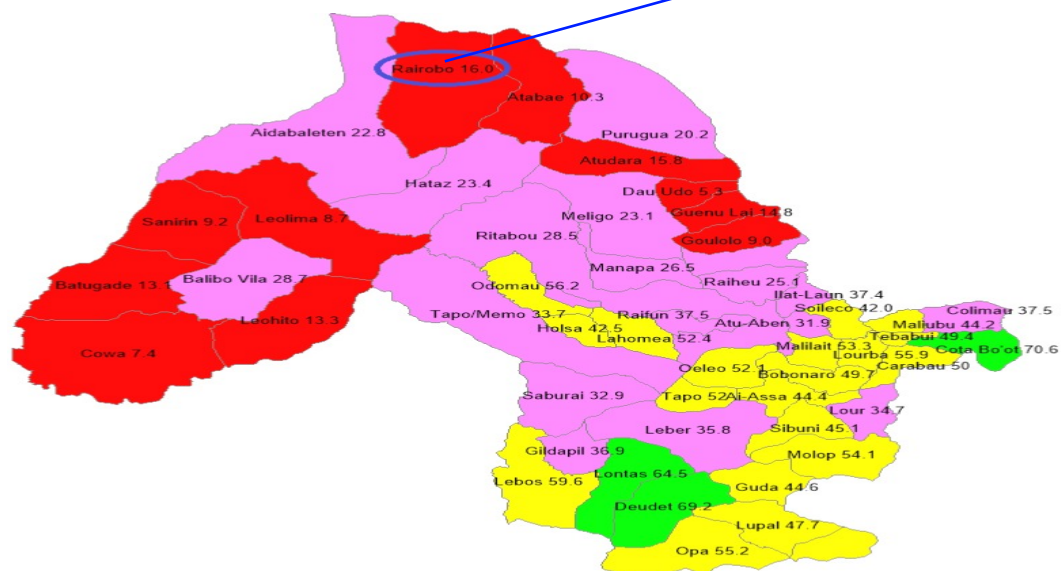 Rairobo 16.0
Atabae 10.3
Aidabaleten 22.8
Purugua 20.2
Atudara 15.8
Hataz 23.4
Dau Udo 5.3
Leolima 8.7
Guenu Lai 14.8
Meligo 23.1
Sanirin 9.2
Ritabou 28.5
Goulolo 9.0
Manapa 26.5
Balibo Vila 28.7
Raiheu 25.1
Batugade 13.1
Odomau 56.2
Ilat-Laun 37.4
Soileco 42.0
Colimau 37.5
Tapo/Memo 33.7
Raifun 37.5
Leohito 13.3
Atu-Aben 31.9
Maliubu 44.2
Holsa 42.5
Tebabui 49.4
Lahomea 52.4
Malilait 53.3
Cota Bo'ot 70.6
Cowa 7.4
Lourba 55.9
Oeleo 52.1
Carabau 50
Bobonaro 49.7
Saburai 32.9
Tapo 52
Ai-Assa 44.4
Lour 34.7
Leber 35.8
Sibuni 45.1
Gildapil 36.9
Molop 54.1
Lontas 64.5
Lebos 59.6
Guda 44.6
Deudet 69.2
Lupal 47.7
Opa 55.2